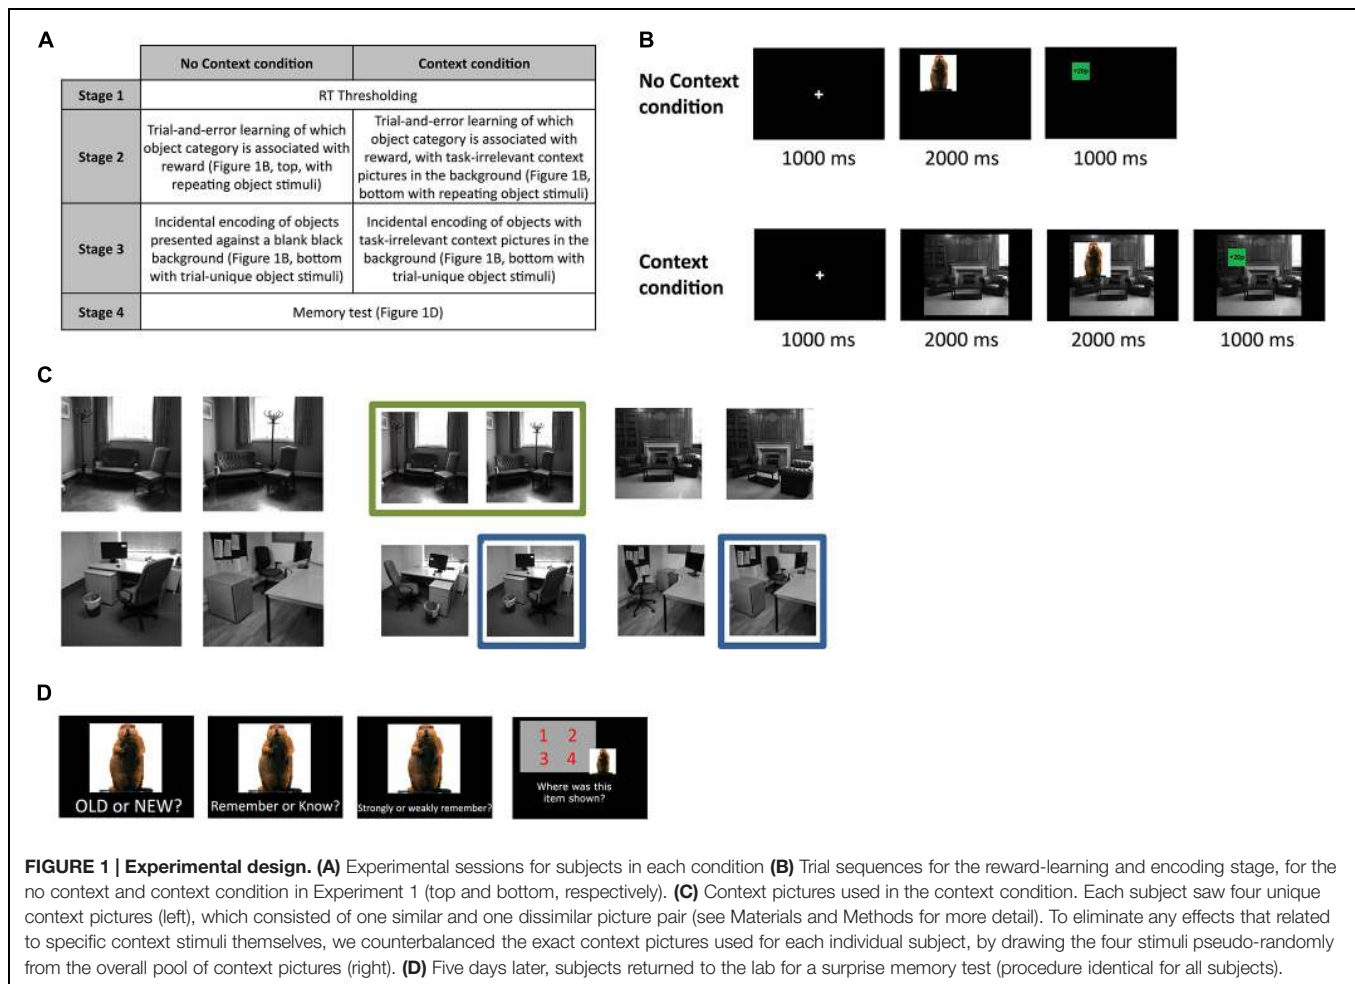 A
No Context condition
Context condition
Stage 1
RT Thresholding
Stage 2
Trial-and-error learning of which
object category is associated with
reward (Figure 1B, top, with
repeating object stimuli)
Trial-and-error learning of which
object category is associated with
reward, with task-irrelevant context
pictures in the background (Figure 1B,
bottom with repeating object stimuli)
Stage 3
Incidental encoding of objects
presented against a blank black
background (Figure 1B, bottom
with trial-unique object stimuli)
Incidental encoding of objects with
task-irrelevant context pictures in the
background (Figure 1B, bottom with
trial-unique object stimuli)
Stage 4
Memory test (Figure 1D)
B
No Context
condition
+20p
1000 ms
2000 ms
1000 ms
Context
condition
+20p
1000 ms
2000 ms
2000 ms
1000 ms
C
D
OLD or NEW?
Remember or Know?
Strongly or weakly remember?
1 2
3 4
Where was this
item shown?
FIGURE 1 | Experimental design. (A) Experimental sessions for subjects in each condition (B) Trial sequences for the reward-learning and encoding stage, for the
no context and context condition in Experiment 1 (top and bottom, respectively). (C) Context pictures used in the context condition. Each subject saw four unique
context pictures (left), which consisted of one similar and one dissimilar picture pair (see Materials and Methods for more detail). To eliminate any effects that related
to specific context stimuli themselves, we counterbalanced the exact context pictures used for each individual subject, by drawing the four stimuli pseudo-randomly
from the overall pool of context pictures (right). (D) Five days later, subjects returned to the lab for a surprise memory test (procedure identical for all subjects).